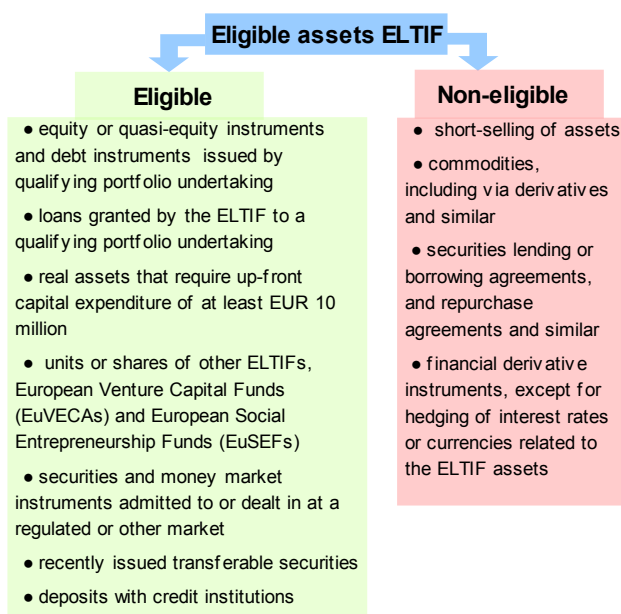 Eligible assets ELTIF
Eligible
● equity or quasi-equity instruments
and debt instruments issued by
qualifying portfolio undertaking
● loans granted by the ELTIF to a
qualifying portfolio undertaking
● real assets that require up-front
capital expenditure of at least EUR 10
million
● units or shares of other ELTIFs,
European Venture Capital Funds
(EuVECAs) and European Social
Entrepreneurship Funds (EuSEFs)
● securities and money market
instruments admitted to or dealt in at a
regulated or other market
● recently issued transferable securities
● deposits with credit institutions
Non-eligible
● short-selling of assets
● commodities,
including via derivatives
and similar
● securities lending or
borrowing agreements,
and repurchase
agreements and similar
● financial derivative
instruments, except for
hedging of interest rates
or currencies related to
the ELTIF assets